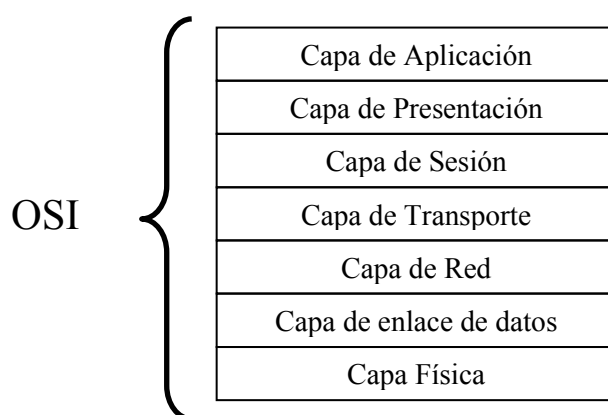 Capa de Aplicación
Capa de Presentación
Capa de Sesión
OSI
Capa de Transporte
Capa de Red
Capa de enlace de datos
Capa Física